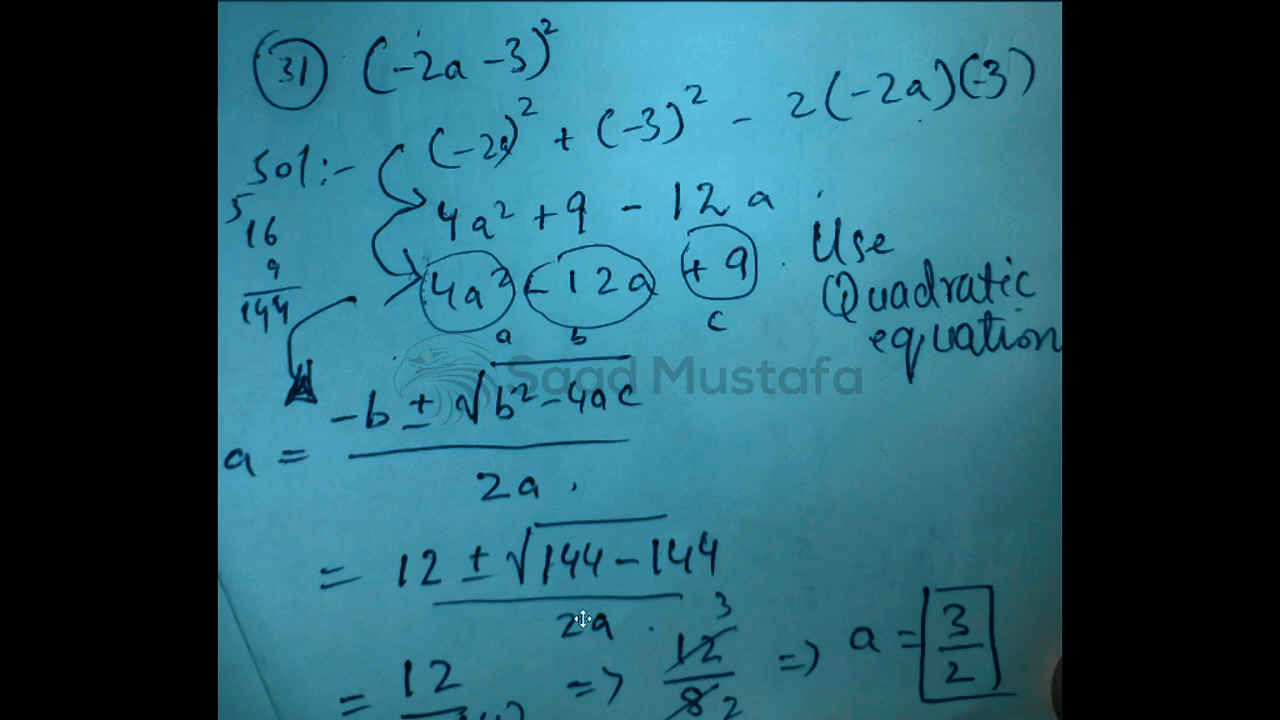 31 (-2a -3)²
Sol:- (-2a)² + (-3)² - 2(-2a)(-3)
4a² + 9 - 12a
5
16
9
144
4a² - 12a + 9 . Use
Quadratic
equation
a b c
Saad Mustafa
a = -b ± √b² - 4ac
2a .
= 12 ± √144 - 144
2a .
= 12 => 12 3 => a = 3
8 2 2